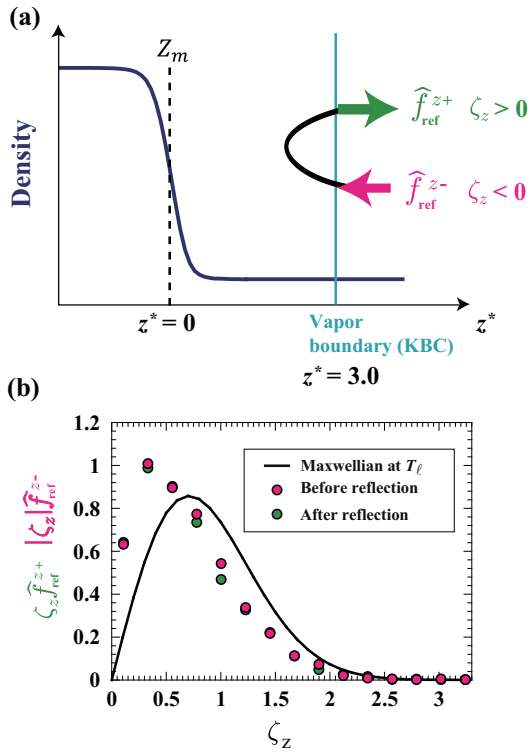 (a)
Z_m
Density
f̂_ref^{z+} ζ_z > 0
f̂_ref^{z-} ζ_z < 0
z* = 0
Vapor
boundary (KBC)
z*
z* = 3.0
(b)
ζ_z f̂_ref^{z+} |ζ_z| f̂_ref^{z-}
1.2
1
0.8
0.6
0.4
0.2
0
Maxwellian at T_ℓ
Before reflection
After reflection
0 0.5 1 1.5 2 2.5 3
ζ_z